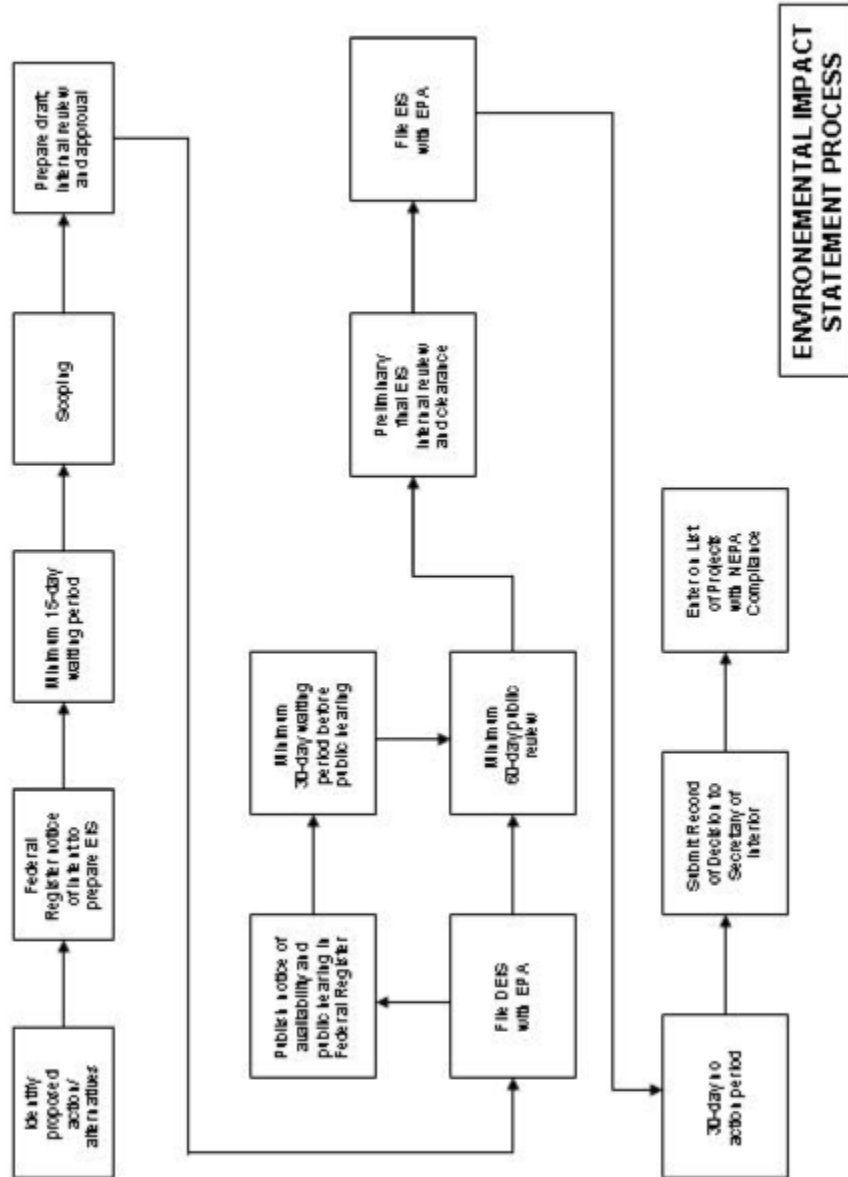 Identify
proposed
action/
alternatives
Federal
Register notice
of intent to
prepare EIS
Minimum 15-day
waiting period
Scoping
Prepare draft,
internal review
and approval
File DEIS
with EPA
Publish notice of
availability and
public hearing in
Federal Register
Minimum
30-day waiting
period before
public hearing
Minimum
60-day public
review
Preliminary
final EIS
internal review
and clearance
File EIS
with EPA
30-day no
action period
Submit Record
of Decision to
Secretary of
Interior
Enter on List
of Projects
with NEPA
Compliance
ENVIRONEMENTAL IMPACT
STATEMENT PROCESS